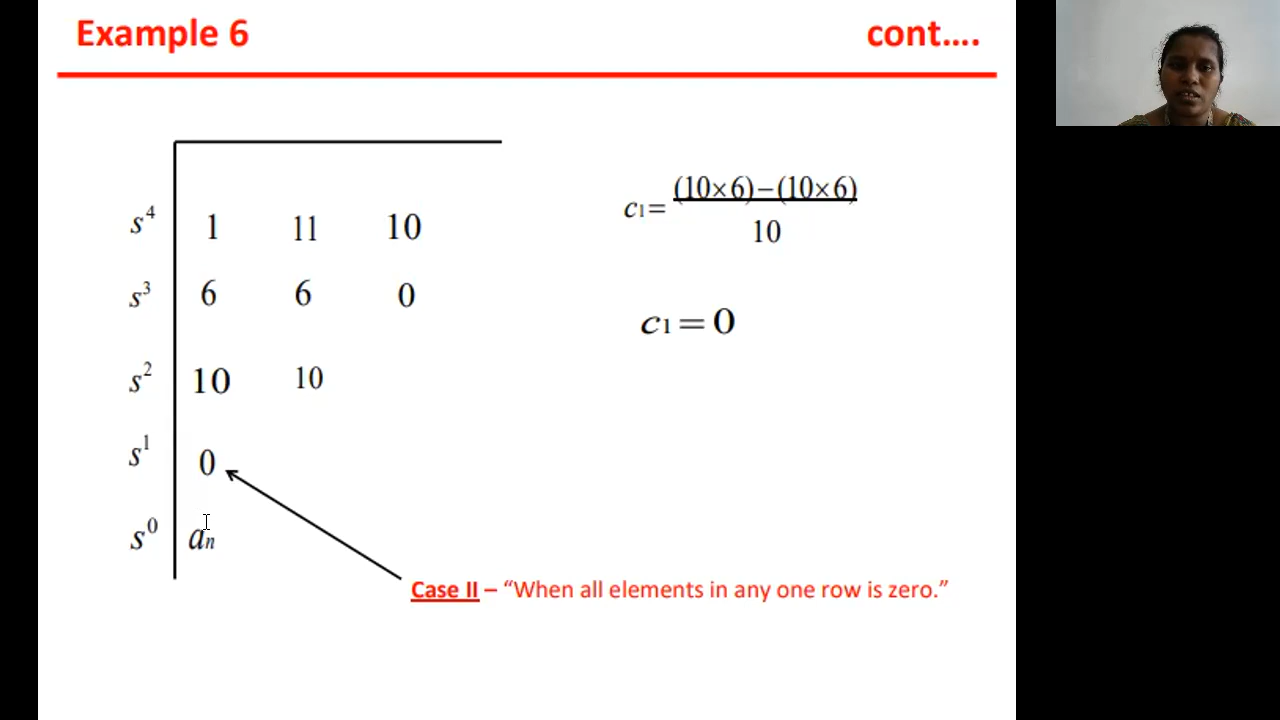 Example 6 cont....
s⁴ 1 11 10
s³ 6 6 0
s² 10 10
s¹ 0
s⁰ aₙ
c₁= (10×6)−(10×6)
10
c₁=0
Case II – “When all elements in any one row is zero.”